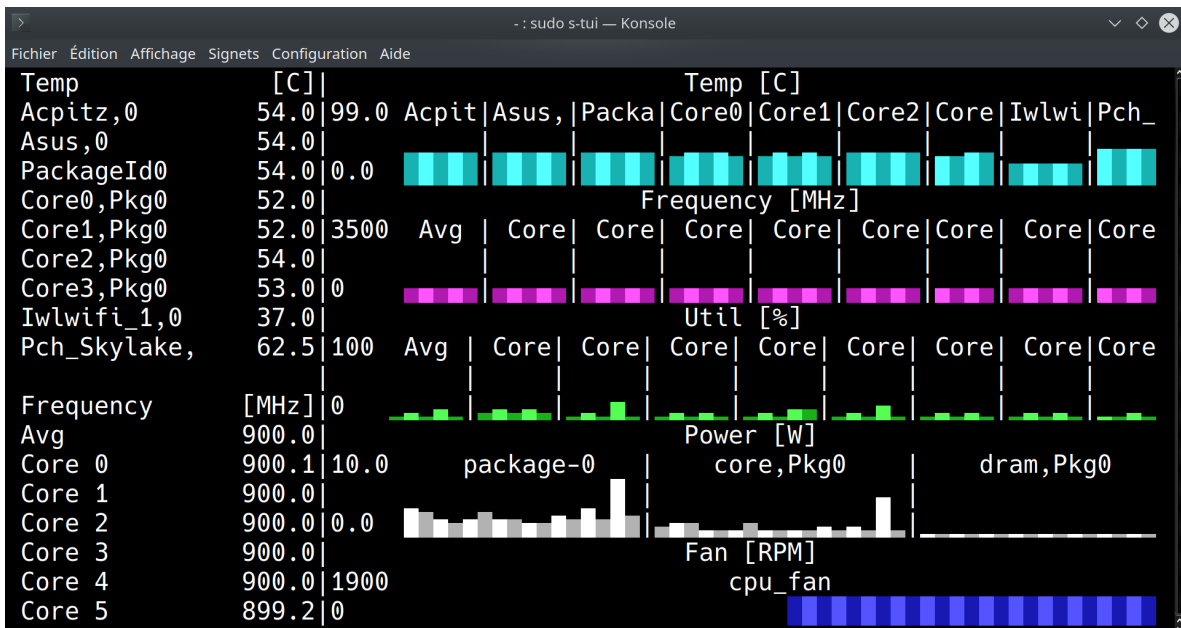 - : sudo s-tui — Konsole
Fichier Édition Affichage Signets Configuration Aide
Temp [C]| Temp [C]
Acpitz,0 54.0|99.0 Acpit|Asus,|Packa|Core0|Core1|Core2|Core|Iwlwi|Pch_
Asus,0 54.0|
PackageId0 54.0|0.0
Core0,Pkg0 52.0| Frequency [MHz]
Core1,Pkg0 52.0|3500 Avg | Core| Core| Core| Core| Core|Core| Core|Core
Core2,Pkg0 54.0|
Core3,Pkg0 53.0|0
Iwlwifi_1,0 37.0| Util [%]
Pch_Skylake, 62.5|100 Avg | Core| Core| Core| Core| Core| Core| Core|Core
Frequency [MHz]|0
Avg 900.0| Power [W]
Core 0 900.1|10.0 package-0 | core,Pkg0 | dram,Pkg0
Core 1 900.0|
Core 2 900.0|0.0
Core 3 900.0| Fan [RPM]
Core 4 900.0|1900 cpu_fan
Core 5 899.2|0